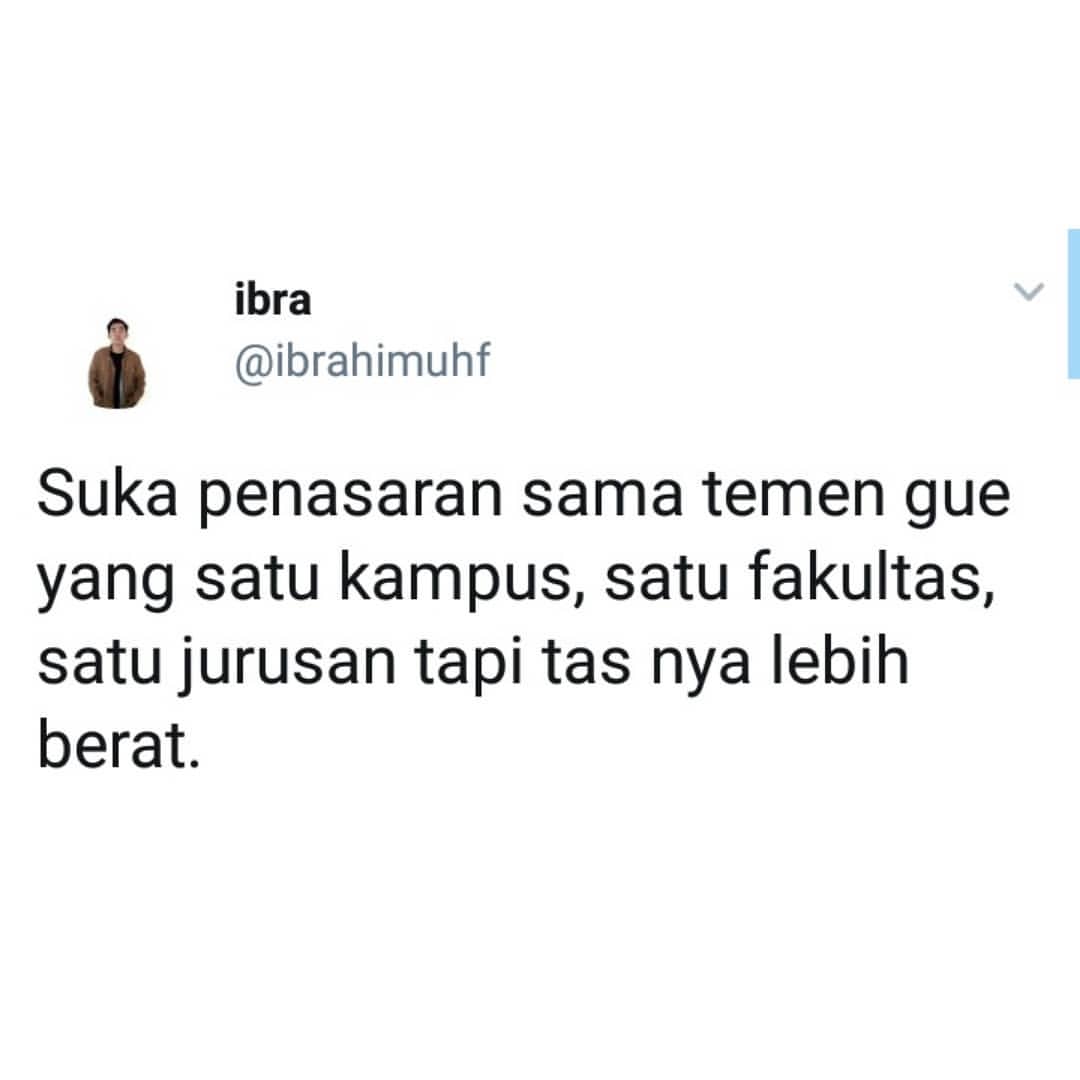 ibra
@ibrahimuhf
Suka penasaran sama temen gue
yang satu kampus, satu fakultas,
satu jurusan tapi tas nya lebih
berat.